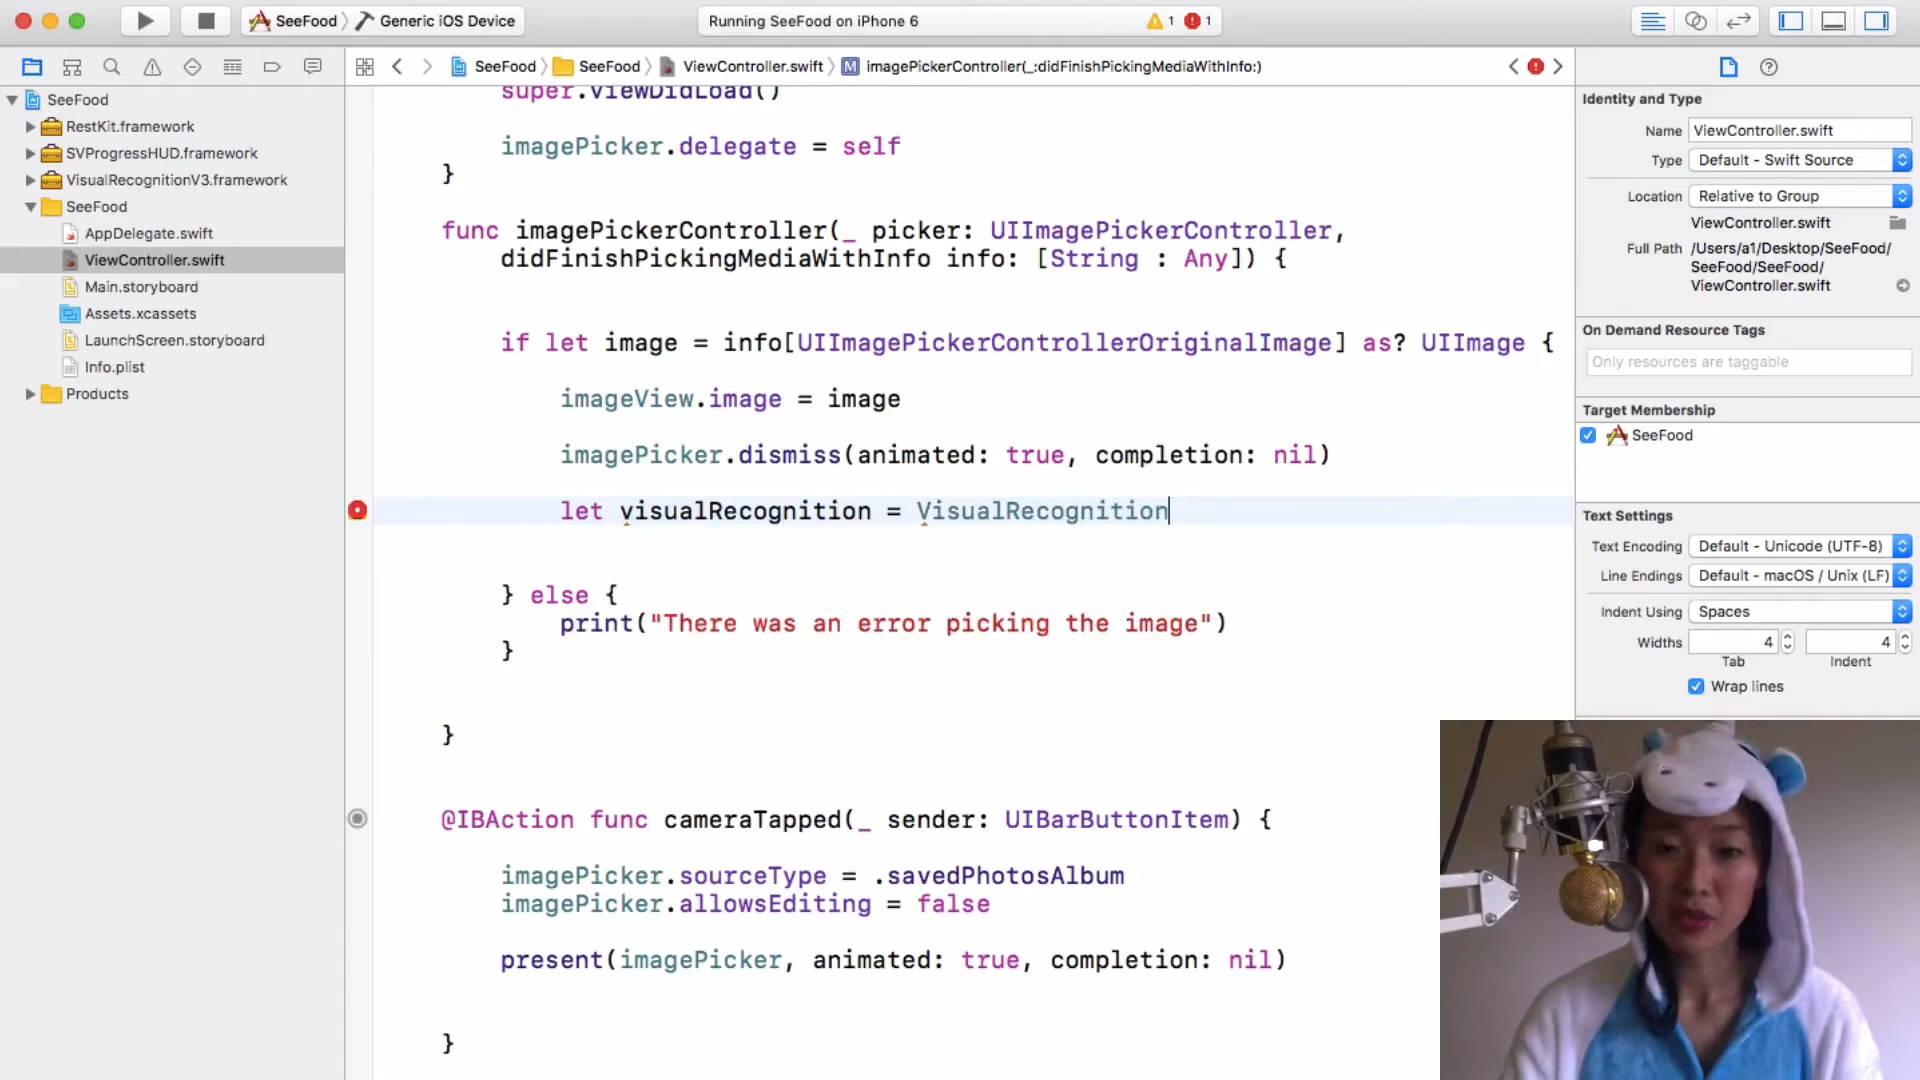 SeeFood
Generic iOS Device
Running SeeFood on iPhone 6
1
1
SeeFood
SeeFood
ViewController.swift
M
imagePickerController(_:didFinishPickingMediaWithInfo:)
SeeFood
RestKit.framework
SVProgressHUD.framework
VisualRecognitionV3.framework
SeeFood
AppDelegate.swift
ViewController.swift
Main.storyboard
Assets.xcassets
LaunchScreen.storyboard
Info.plist
Products
super.viewDidLoad()
imagePicker.delegate = self
}
func imagePickerController(_ picker: UIImagePickerController,
didFinishPickingMediaWithInfo info: [String : Any]) {
if let image = info[UIImagePickerControllerOriginalImage] as? UIImage {
imageView.image = image
imagePicker.dismiss(animated: true, completion: nil)
let visualRecognition = VisualRecognition
} else {
print("There was an error picking the image")
}
}
@IBAction func cameraTapped(_ sender: UIBarButtonItem) {
imagePicker.sourceType = .savedPhotosAlbum
imagePicker.allowsEditing = false
present(imagePicker, animated: true, completion: nil)
}
Identity and Type
Name ViewController.swift
Type Default - Swift Source
Location Relative to Group
ViewController.swift
Full Path /Users/a1/Desktop/SeeFood/
SeeFood/SeeFood/
ViewController.swift
On Demand Resource Tags
Only resources are taggable
Target Membership
SeeFood
Text Settings
Text Encoding Default - Unicode (UTF-8)
Line Endings Default - macOS / Unix (LF)
Indent Using Spaces
Widths 4 4
Tab Indent
Wrap lines